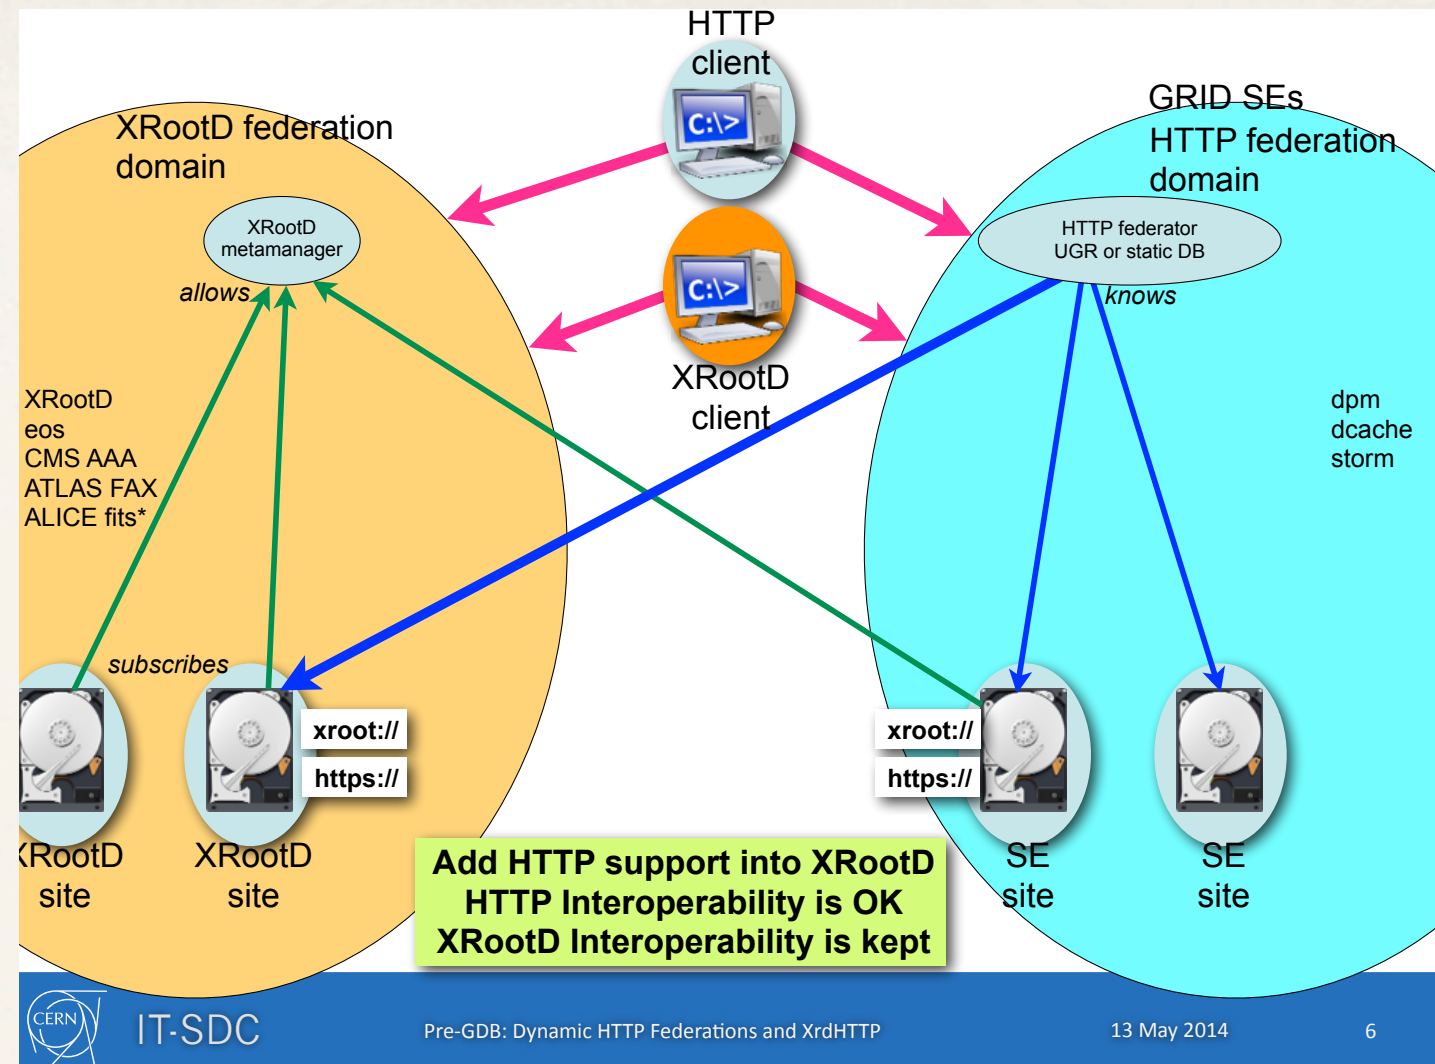 HTTP
client
C:\>
GRID SEs
XRootD federation
domain
HTTP federation
domain
XRootD
metamanager
HTTP federator
UGR or static DB
allows
C:\>
knows
XRootD
client
XRootD
eos
CMS AAA
ATLAS FAX
ALICE fits*
dpm
dcache
storm
subscribes
xroot://
https://
xroot://
https://
XRootD
site
XRootD
site
SE
site
SE
site
Add HTTP support into XRootD
HTTP Interoperability is OK
XRootD Interoperability is kept
CERN
IT-SDC
Pre-GDB: Dynamic HTTP Federations and XrdHTTP
13 May 2014
6